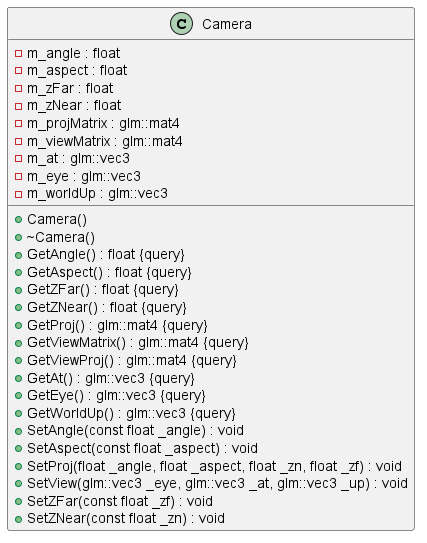 C Camera
m_angle : float
m_aspect : float
m_zFar : float
m_zNear : float
m_projMatrix : glm::mat4
m_viewMatrix : glm::mat4
m_at : glm::vec3
m_eye : glm::vec3
m_worldUp : glm::vec3
Camera()
~Camera()
GetAngle() : float {query}
GetAspect() : float {query}
GetZFar() : float {query}
GetZNear() : float {query}
GetProj() : glm::mat4 {query}
GetViewMatrix() : glm::mat4 {query}
GetViewProj() : glm::mat4 {query}
GetAt() : glm::vec3 {query}
GetEye() : glm::vec3 {query}
GetWorldUp() : glm::vec3 {query}
SetAngle(const float _angle) : void
SetAspect(const float _aspect) : void
SetProj(float _angle, float _aspect, float _zn, float _zf) : void
SetView(glm::vec3 _eye, glm::vec3 _at, glm::vec3 _up) : void
SetZFar(const float _zf) : void
SetZNear(const float _zn) : void